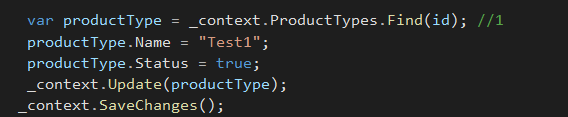 var productType = _context.ProductTypes.Find(id); //1
productType.Name = "Test1";
productType.Status = true;
_context.Update(productType);
_context.SaveChanges();